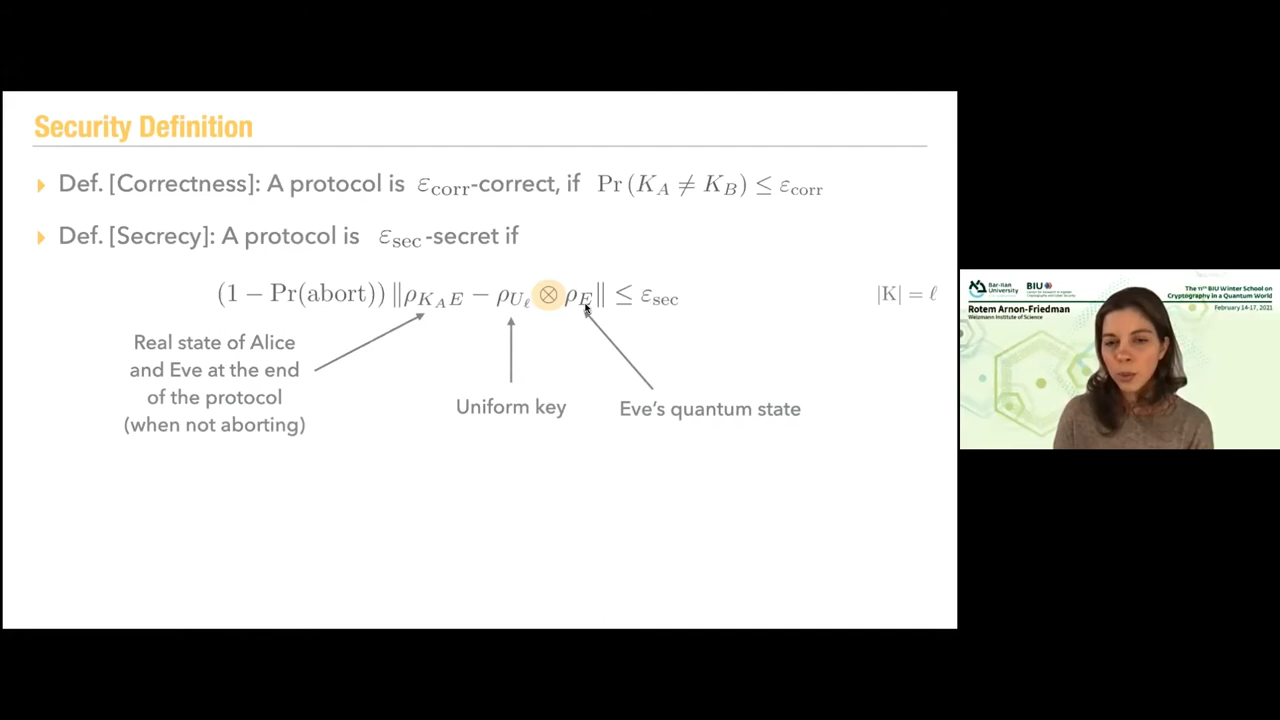 Security Definition
Def. [Correctness]: A protocol is ε_corr-correct, if Pr (K_A ≠ K_B) ≤ ε_corr
Def. [Secrecy]: A protocol is ε_sec-secret if
(1 − Pr(abort)) ‖ρ_{K_A E} − ρ_{U_ℓ} ⊗ ρ_E‖ ≤ ε_sec
|K| = ℓ
Real state of Alice
and Eve at the end
of the protocol
(when not aborting)
Uniform key
Eve's quantum state
Bar-Ilan
University
BIU
The 11th BIU Winter School on
Cryptography in a Quantum World
February 14-17, 2021
Rotem Arnon-Friedman
Weizmann Institute of Science